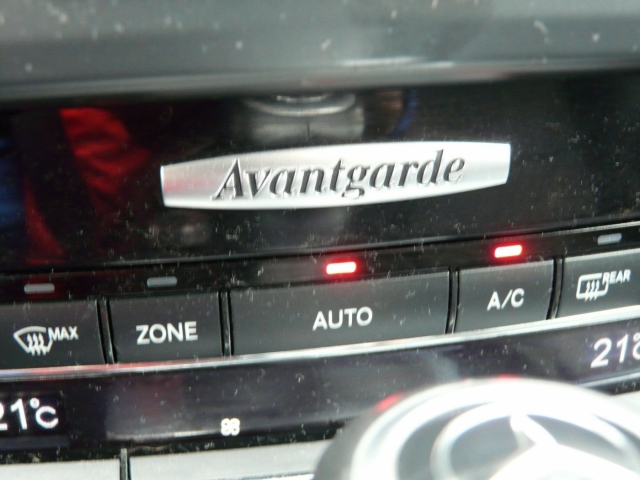 Avantgarde
MAX ZONE AUTO A/C REAR
21°C 21°